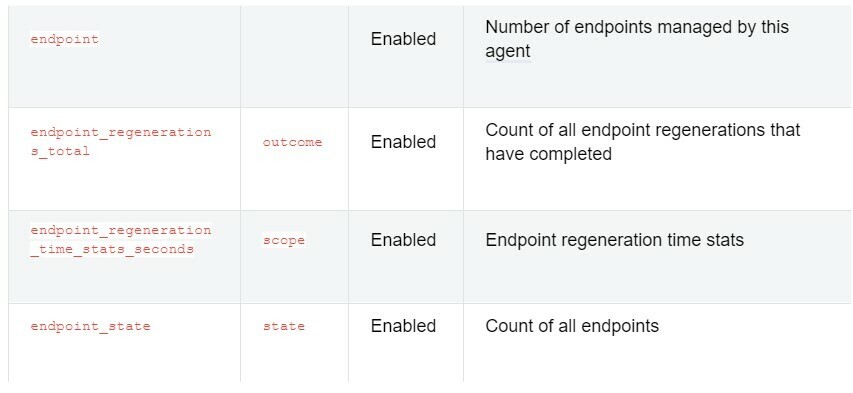 endpoint
Enabled
Number of endpoints managed by this
agent
endpoint_regeneration
s_total
outcome
Enabled
Count of all endpoint regenerations that
have completed
endpoint_regeneration
_time_stats_seconds
scope
Enabled
Endpoint regeneration time stats
endpoint_state
state
Enabled
Count of all endpoints